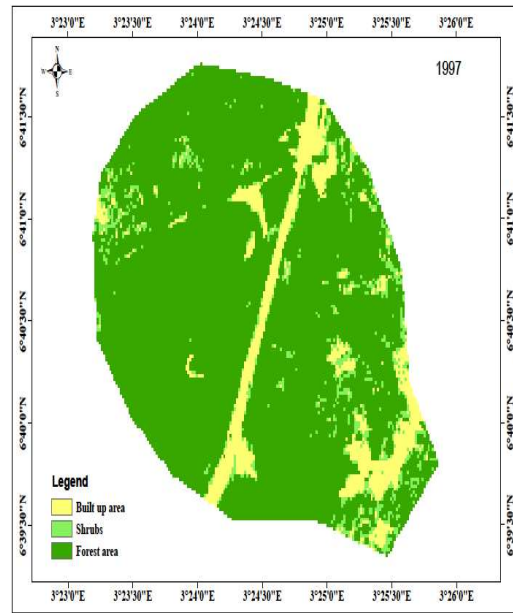 3°23'0"E 3°23'30"E 3°24'0"E 3°24'30"E 3°25'0"E 3°25'30"E 3°26'0"E
N
W E
S
1997
6°41'30"N 6°41'30"N
6°41'0"N 6°41'0"N
6°40'30"N 6°40'30"N
6°40'0"N 6°40'0"N
6°39'30"N 6°39'30"N
Legend
Built up area
Shrubs
Forest area
3°23'0"E 3°23'30"E 3°24'0"E 3°24'30"E 3°25'0"E 3°25'30"E 3°26'0"E